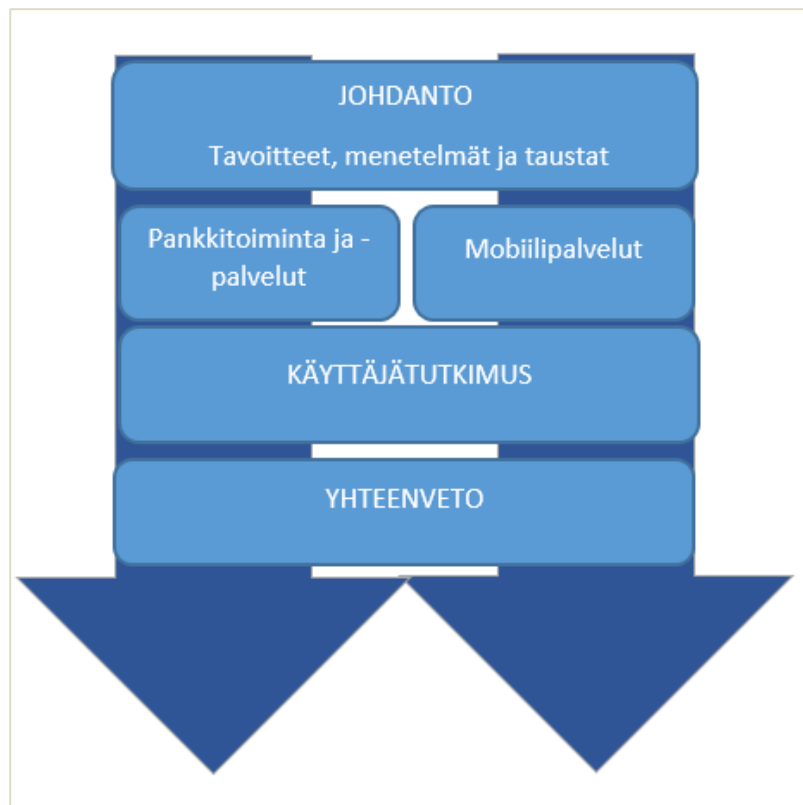 JOHDANTO
Tavoitteet, menetelmät ja taustat
Pankkitoiminta ja -
palvelut
Mobiilipalvelut
KÄYTTÄJÄTUTKIMUS
YHTEENVETO